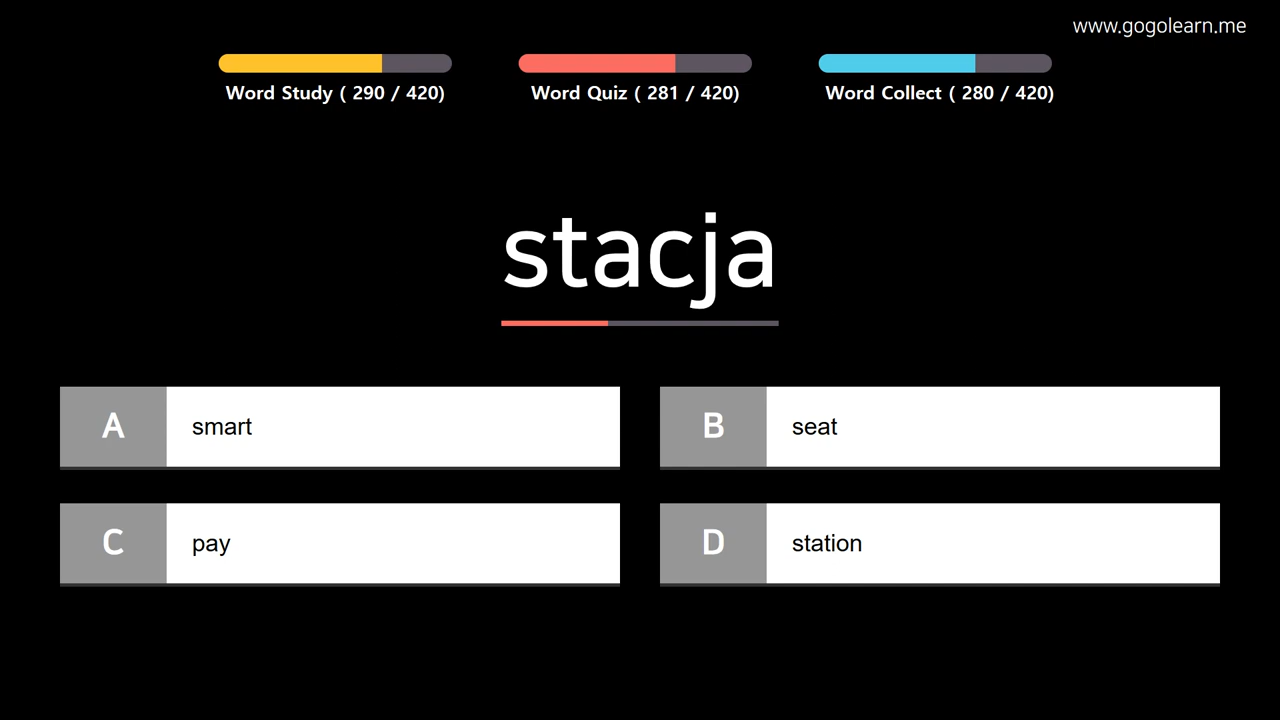 www.gogolearn.me
Word Study ( 290 / 420)
Word Quiz ( 281 / 420)
Word Collect ( 280 / 420)
stacja
A smart
B seat
C pay
D station